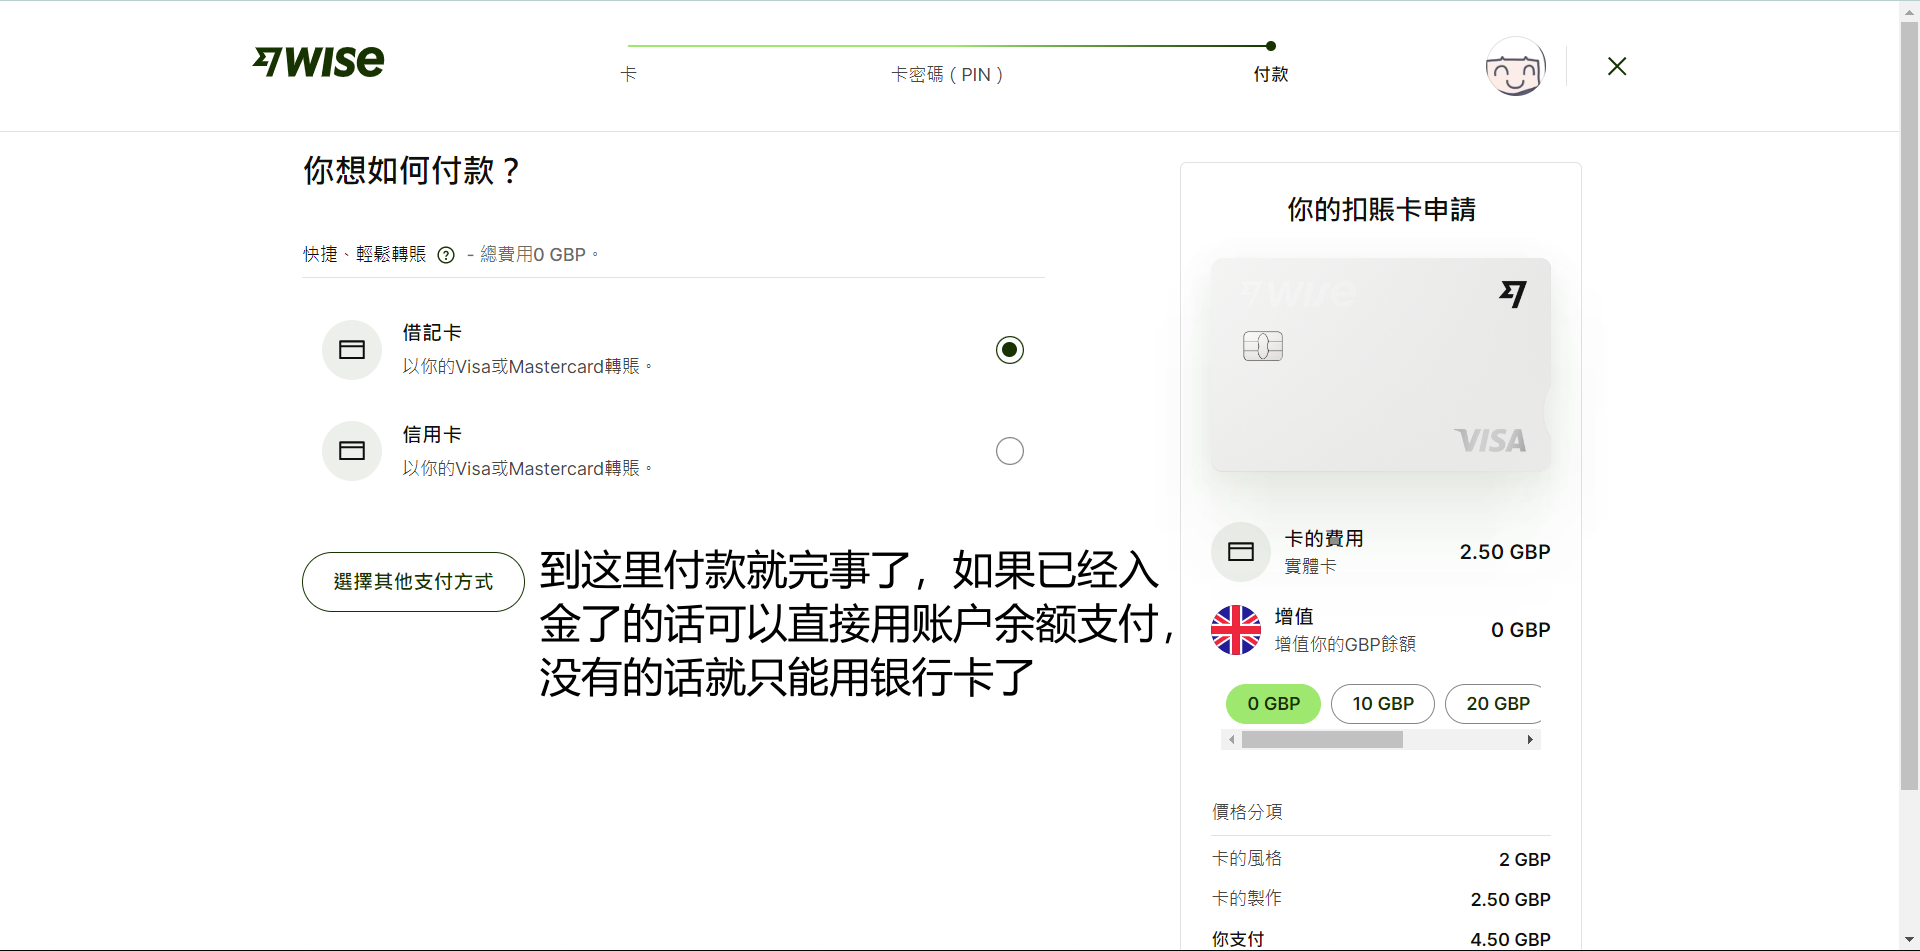 WISE
卡
卡密碼（PIN）
付款
你想如何付款？
快捷、輕鬆轉賬 ? - 總費用0 GBP。
借記卡
以你的Visa或Mastercard轉賬。
信用卡
以你的Visa或Mastercard轉賬。
選擇其他支付方式
到这里付款就完事了，如果已经入
金了的话可以直接用账户余额支付，
没有的话就只能用银行卡了
你的扣賬卡申請
WISE
VISA
卡的費用
實體卡
2.50 GBP
增值
增值你的GBP餘額
0 GBP
0 GBP
10 GBP
20 GBP
價格分項
卡的風格 2 GBP
卡的製作 2.50 GBP
你支付 4.50 GBP